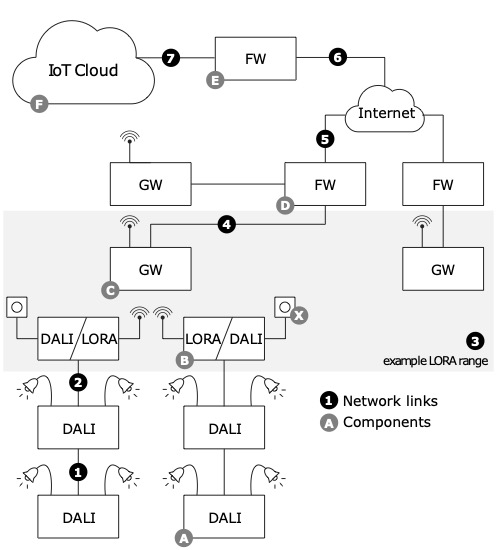 IoT Cloud
7
FW
6
E
F
Internet
5
GW
FW
FW
D
4
GW
GW
C
X
DALI/LORA
LORA/DALI
3
B
example LORA range
2
1 Network links
A Components
DALI
DALI
1
DALI
DALI
A